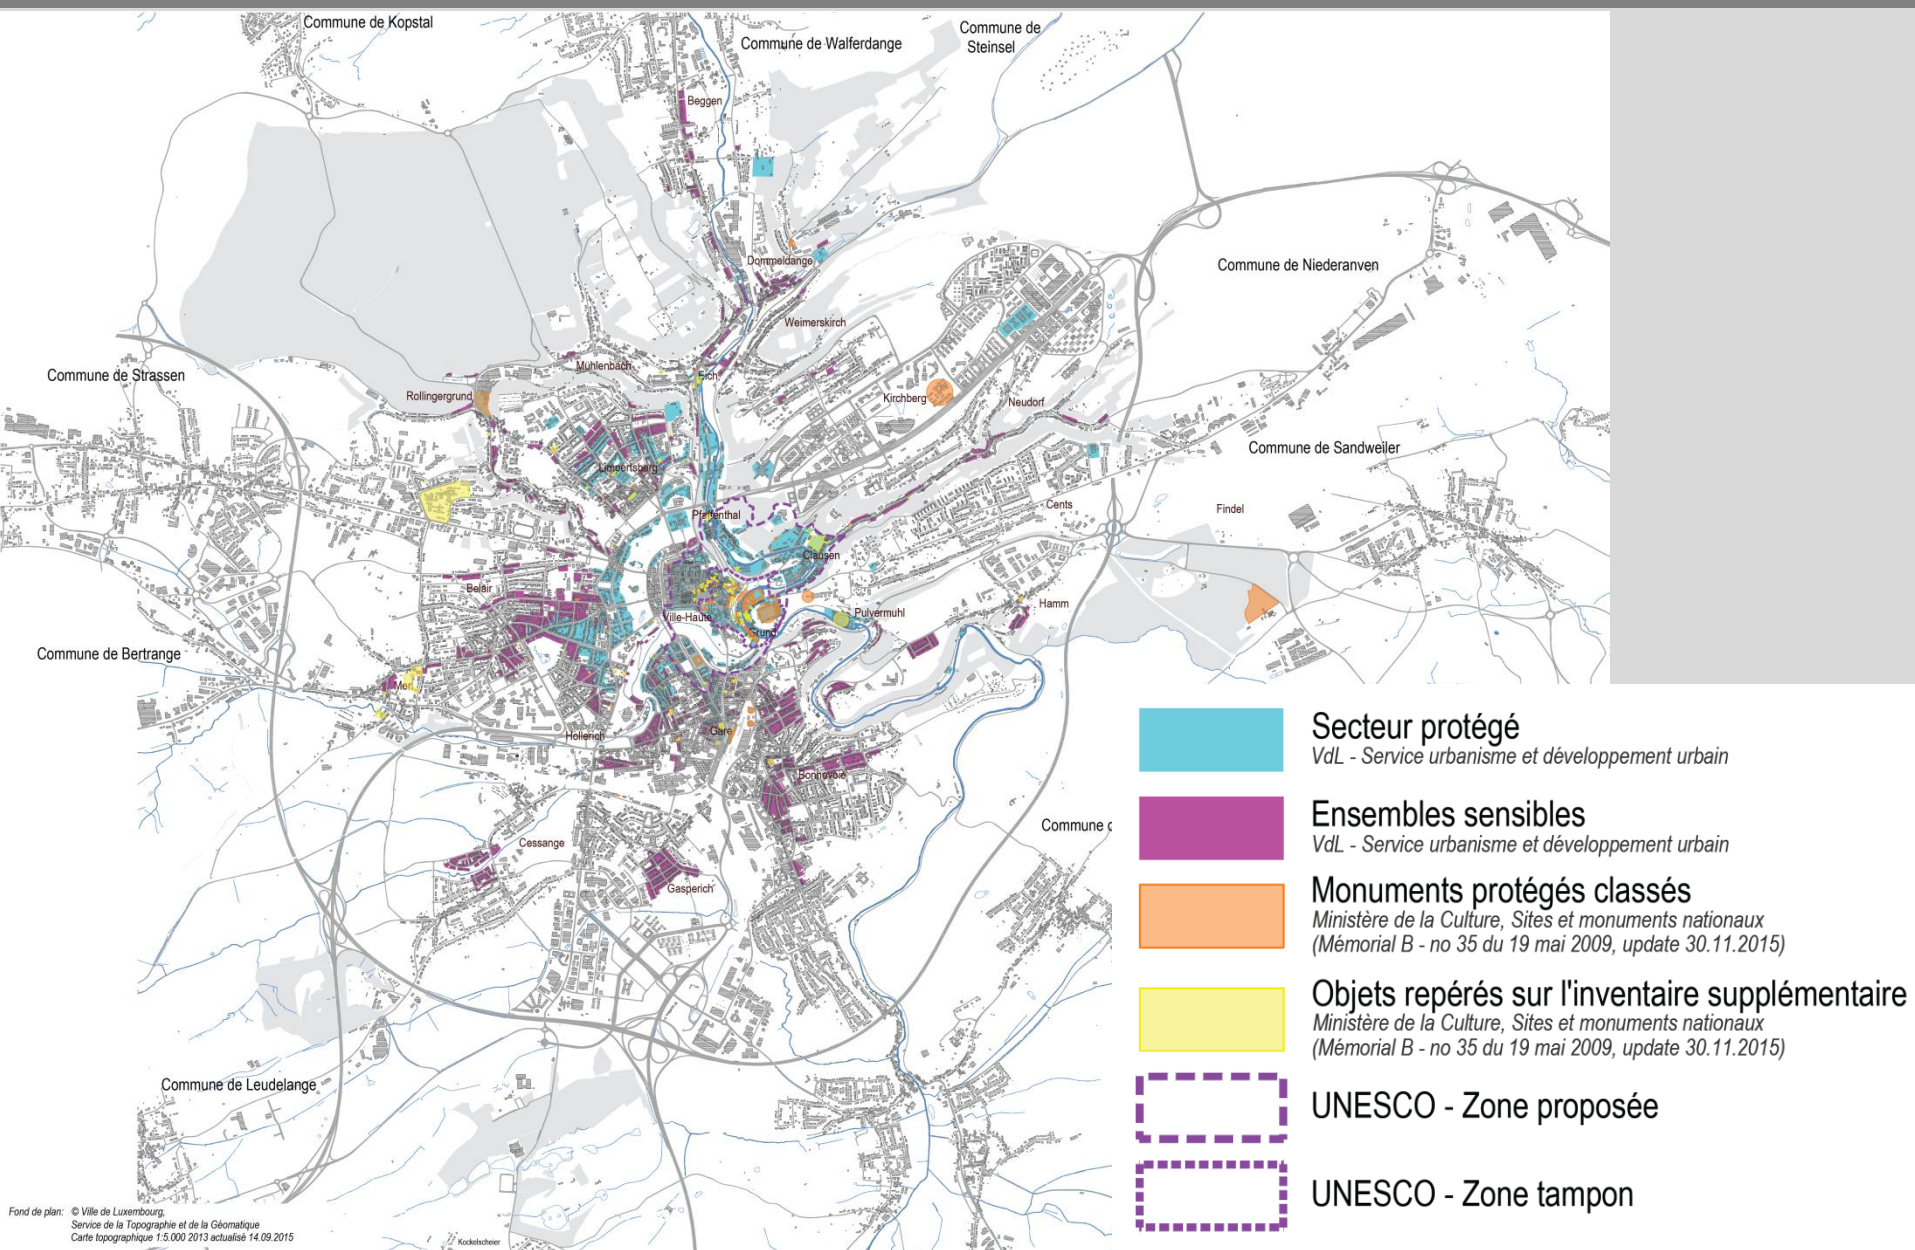 Commune de Kopstal
Commune de Walferdange
Commune de
Steinsel
Beggen
Dommeldange
Commune de Niederanven
Weimerskirch
Commune de Strassen
Mühlenbach
Eich
Rollingergrund
Kirchberg
Neudorf
Commune de Sandweiler
Limpertsberg
Cents
Findel
Pfaffenthal
Clausen
Belair
Hamm
Pulvermuhl
Ville-Haute
Grund
Commune de Bertrange
Merl
Hollerich
Gare
Bonnevoie
Commune d
Cessange
Gasperich
Commune de Leudelange
Kockelscheier
Fond de plan: © Ville de Luxembourg,
Service de la Topographie et de la Géomatique
Carte topographique 1:5.000 2013 actualisé 14.09.2015
Secteur protégé
VdL - Service urbanisme et développement urbain
Ensembles sensibles
VdL - Service urbanisme et développement urbain
Monuments protégés classés
Ministère de la Culture, Sites et monuments nationaux
(Mémorial B - no 35 du 19 mai 2009, update 30.11.2015)
Objets repérés sur l'inventaire supplémentaire
Ministère de la Culture, Sites et monuments nationaux
(Mémorial B - no 35 du 19 mai 2009, update 30.11.2015)
UNESCO - Zone proposée
UNESCO - Zone tampon